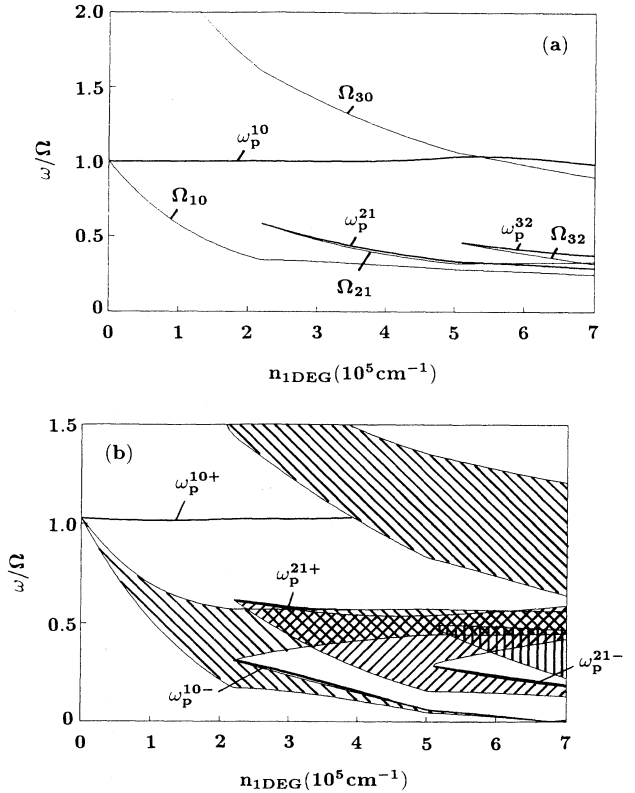 2.0
(a)
Ω₃₀
1.5
ωₚ¹⁰
ω/Ω
1.0
Ω₁₀
ωₚ²¹
ωₚ³²
Ω₃₂
0.5
Ω₂₁
0
0 1 2 3 4 5 6 7
n₁DEG(10⁵cm⁻¹)
1.5
(b)
ωₚ¹⁰⁺
1.0
ω/Ω
ωₚ²¹⁺
0.5
ωₚ²¹⁻
ωₚ¹⁰⁻
0
0 1 2 3 4 5 6 7
n₁DEG(10⁵cm⁻¹)